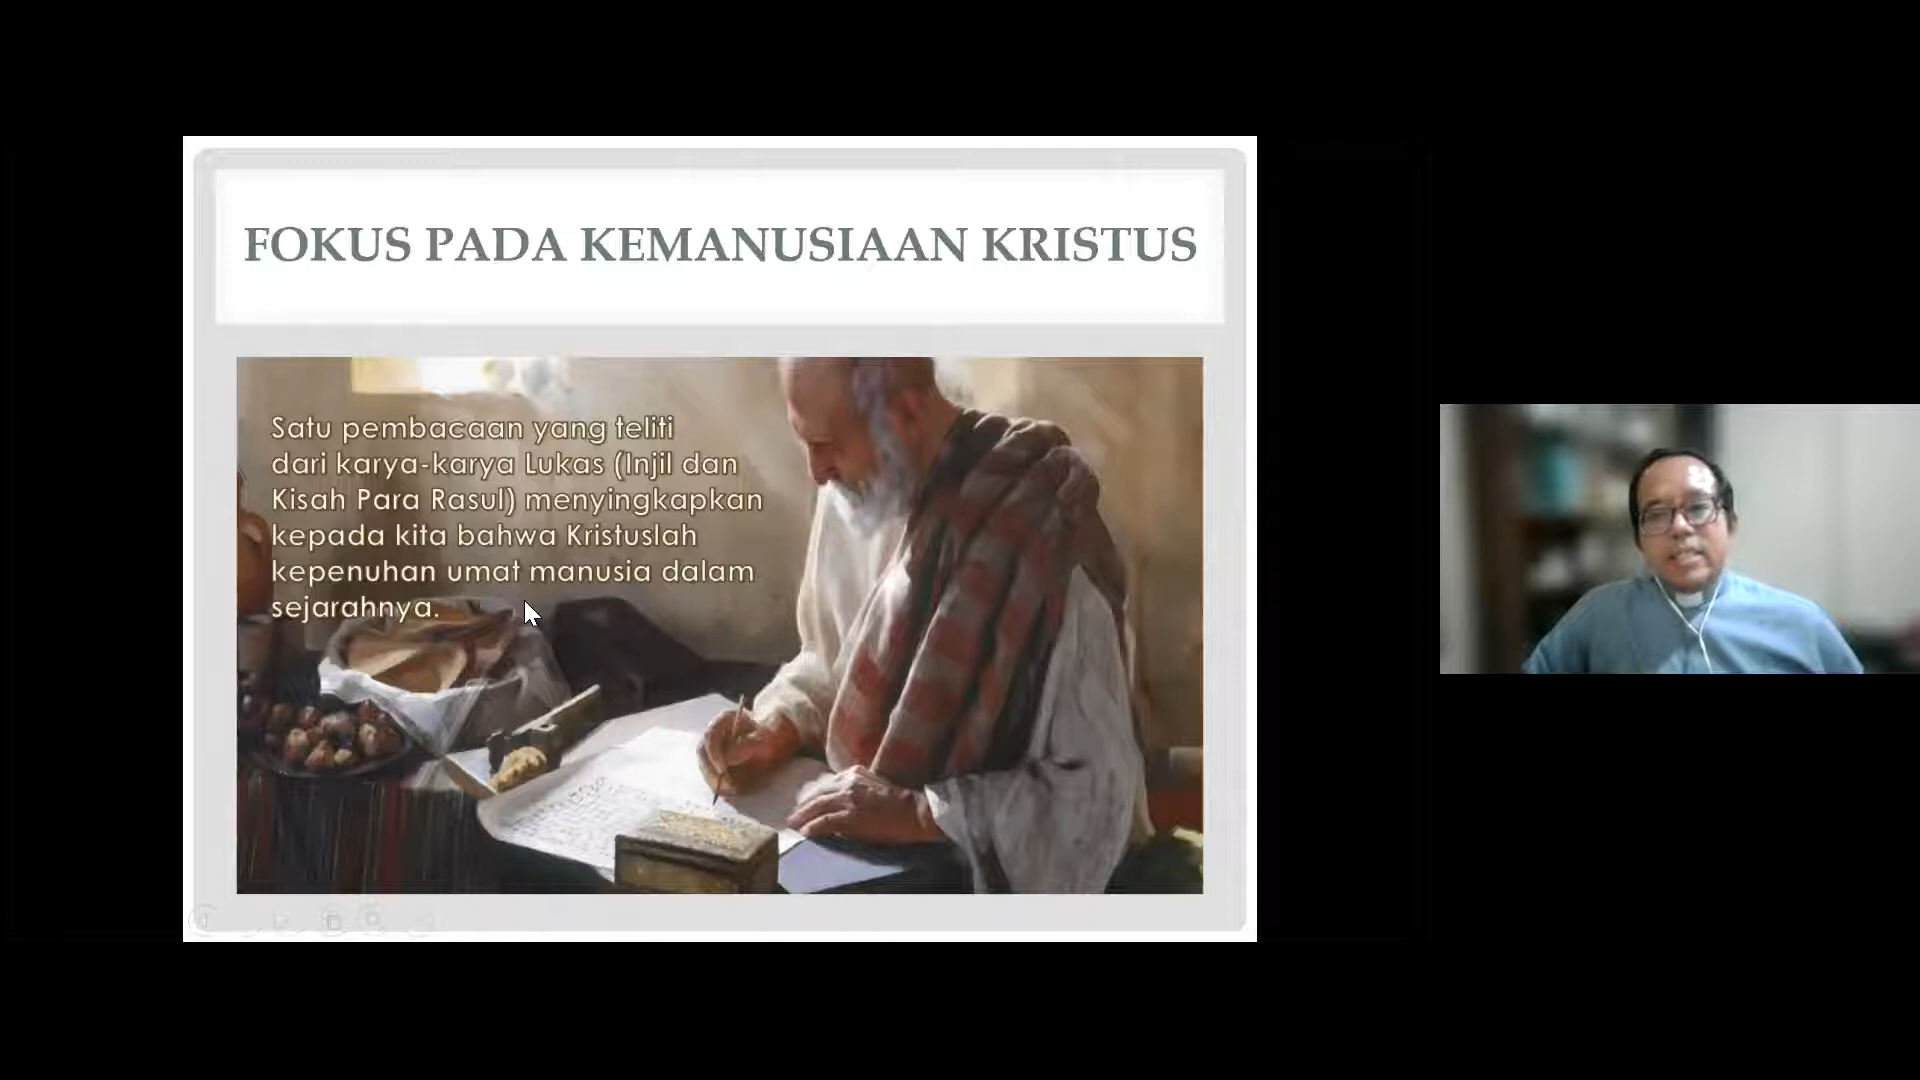 FOKUS PADA KEMANUSIAAN KRISTUS
Satu pembacaan yang teliti
dari karya-karya Lukas (Injil dan
Kisah Para Rasul) menyingkapkan
kepada kita bahwa Kristuslah
kepenuhan umat manusia dalam
sejarahnya.